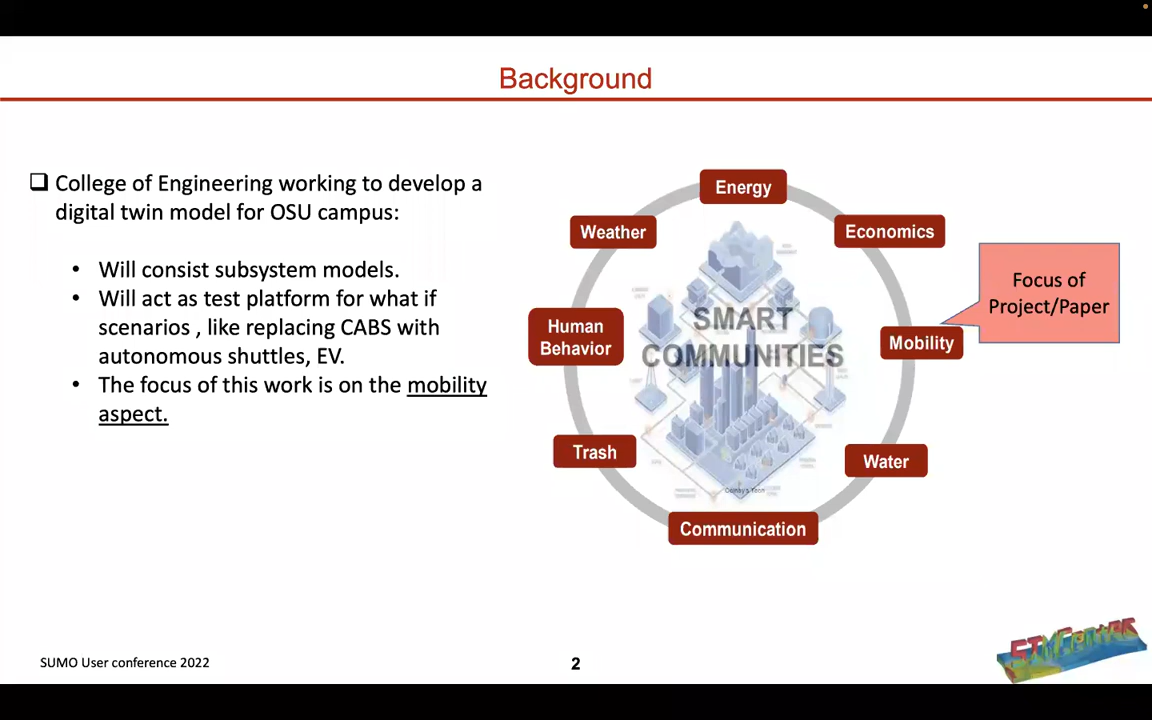 Background
College of Engineering working to develop a
digital twin model for OSU campus:
• Will consist subsystem models.
• Will act as test platform for what if
scenarios , like replacing CABS with
autonomous shuttles, EV.
• The focus of this work is on the mobility
aspect.
Energy
Weather
Economics
Focus of
Project/Paper
SMART
COMMUNITIES
Human
Behavior
Mobility
Trash
Water
Communication
SUMO User conference 2022
2